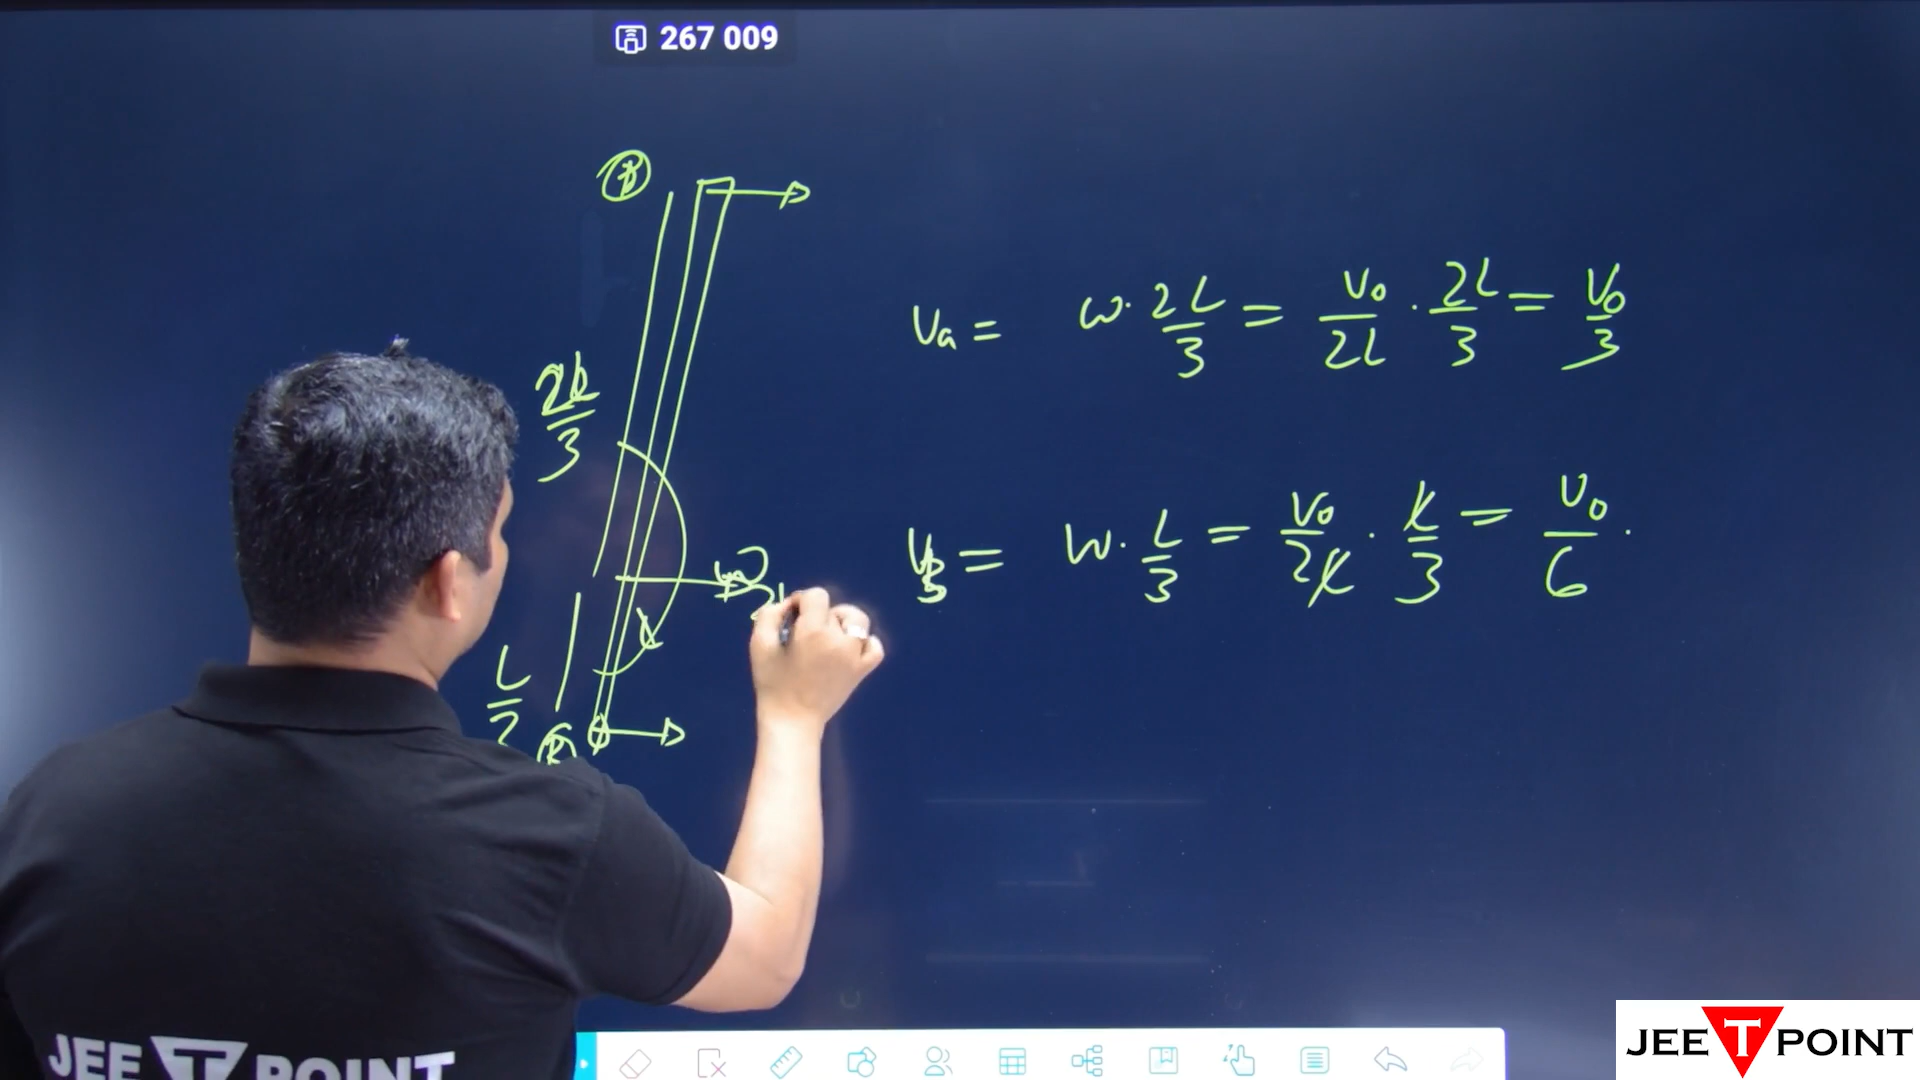 267 009
B
2L/3
L
Va = ω · 2L/3 = V₀/2L · 2L/3 = V₀/3
VB = ω · L/3 = V₀/2L · L/3 = V₀/6 .
JEE T POINT
JEE T POINT